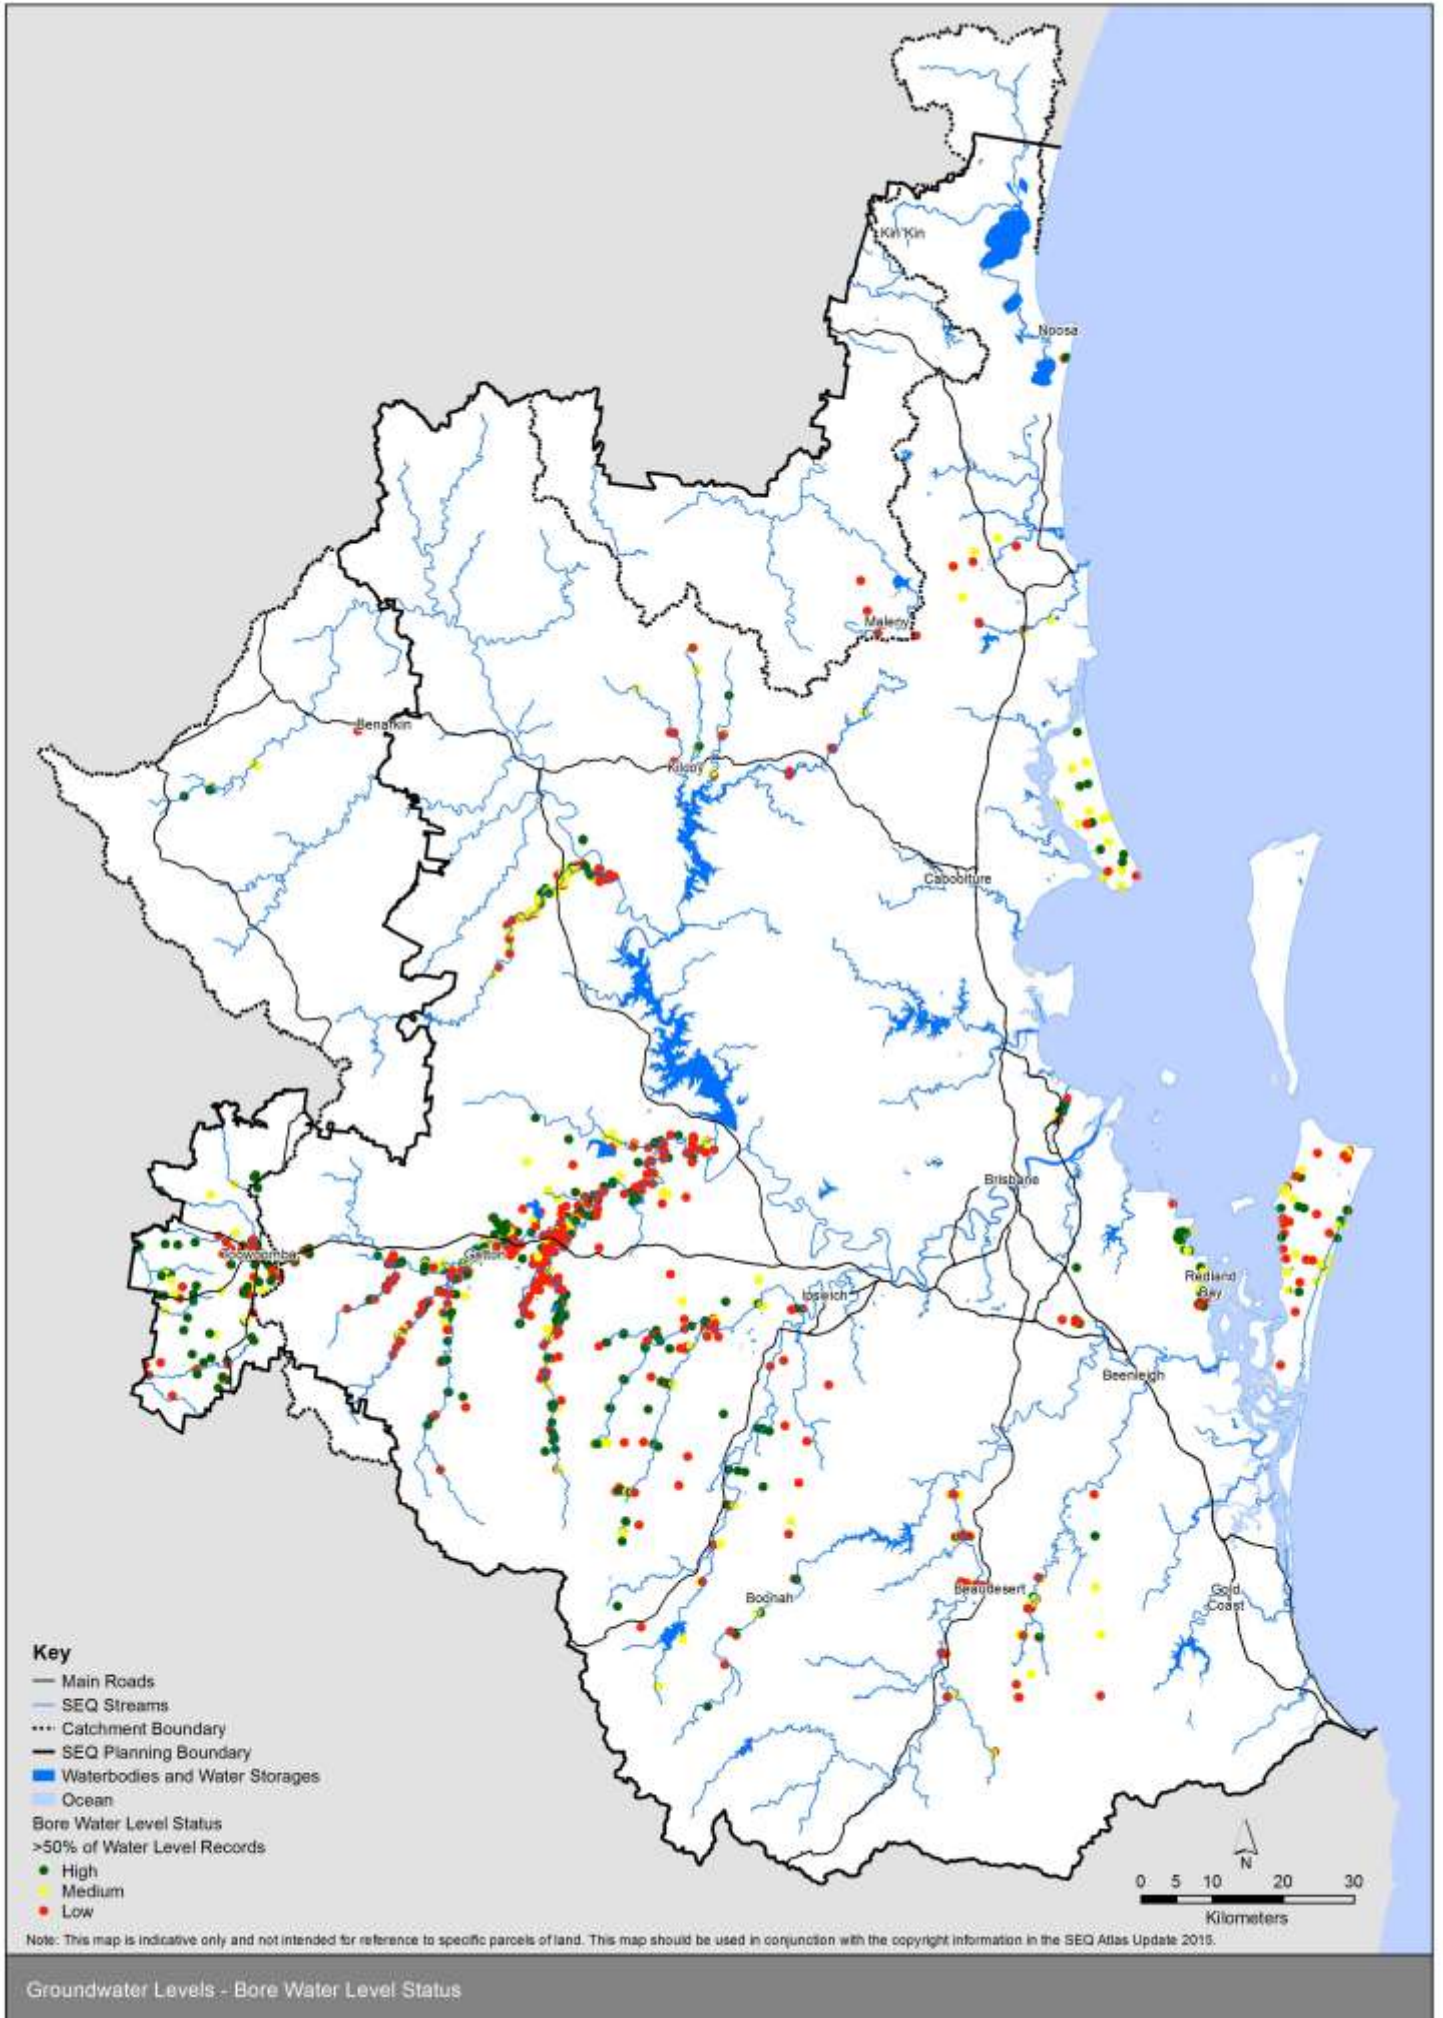 Kin Kin
Noosa
Maleny
Benarkin
Kilcoy
Caboolture
Brisbane
Toowoomba
Gatton
Redland
Bay
Ipswich
Beenleigh
Boonah
Beaudesert
Gold
Coast
Key
Main Roads
SEQ Streams
Catchment Boundary
SEQ Planning Boundary
Waterbodies and Water Storages
Ocean
Bore Water Level Status
>50% of Water Level Records
High
Medium
Low
N
0 5 10 20 30
Kilometers
Note: This map is indicative only and not intended for reference to specific parcels of land. This map should be used in conjunction with the copyright information in the SEQ Atlas Update 2015.
Groundwater Levels - Bore Water Level Status